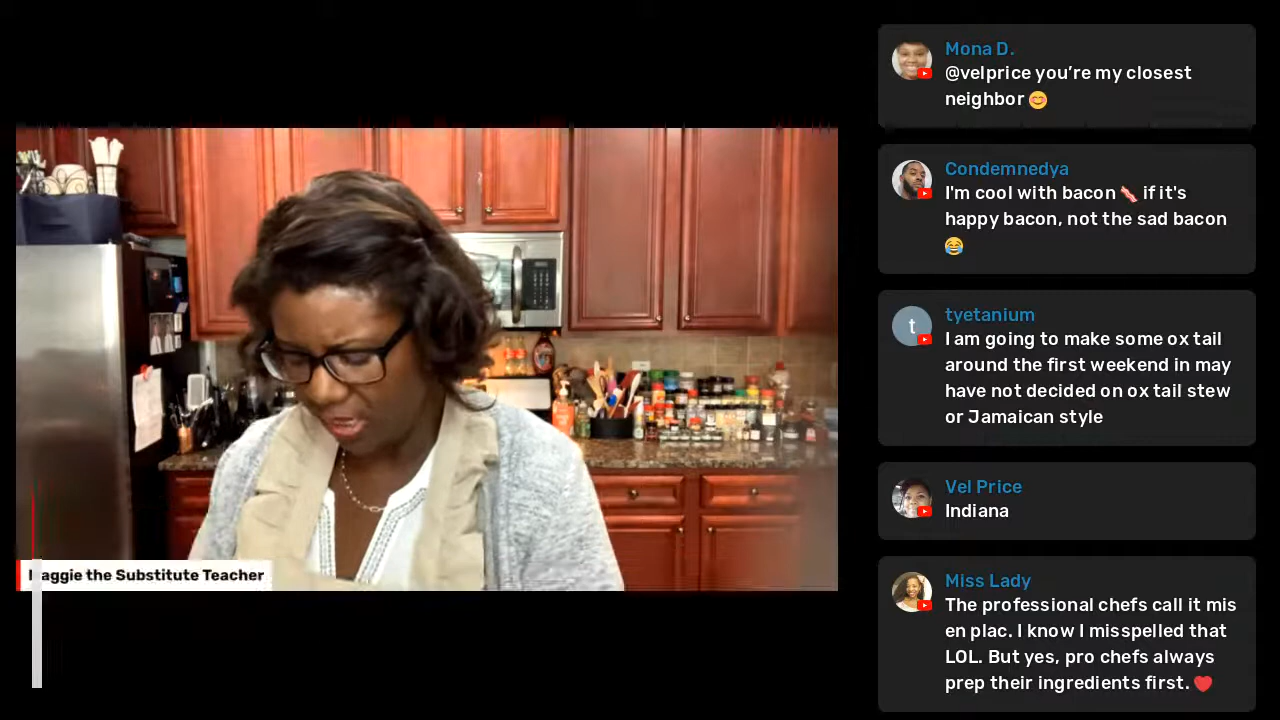 Mona D.
@velprice you’re my closest
neighbor 😊
Condemnedya
I'm cool with bacon 🥓 if it's
happy bacon, not the sad bacon
😂
t
tyetanium
I am going to make some ox tail
around the first weekend in may
have not decided on ox tail stew
or Jamaican style
Vel Price
Indiana
Miss Lady
The professional chefs call it mis
en plac. I know I misspelled that
LOL. But yes, pro chefs always
prep their ingredients first. ❤️
Maggie the Substitute Teacher